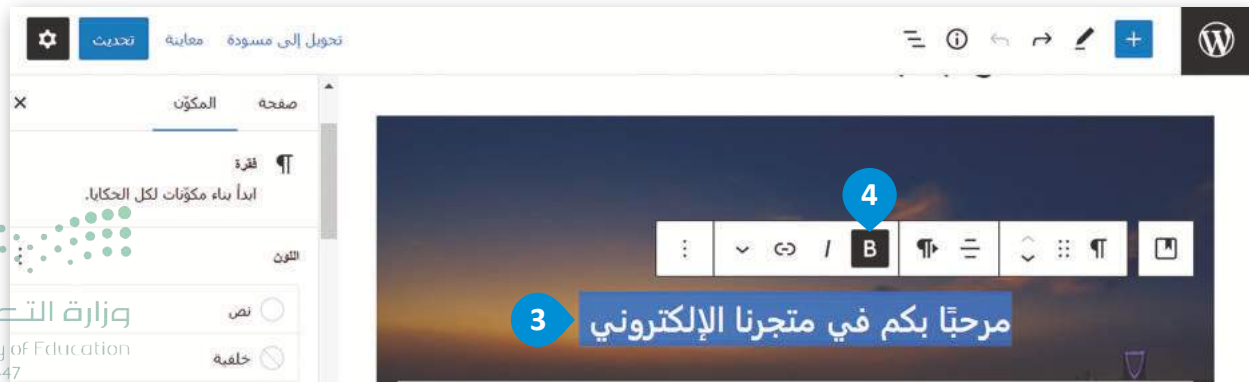 تحويل إلى مسودة معاينة تحديث
صفحة المكوّن
فقرة
ابدأ بناء مكوّنات لكل الحكايا.
اللون
نص
خلفية
4
B I
3 مرحبًا بكم في متجرنا الإلكتروني
وزارة التـ
of Education
47